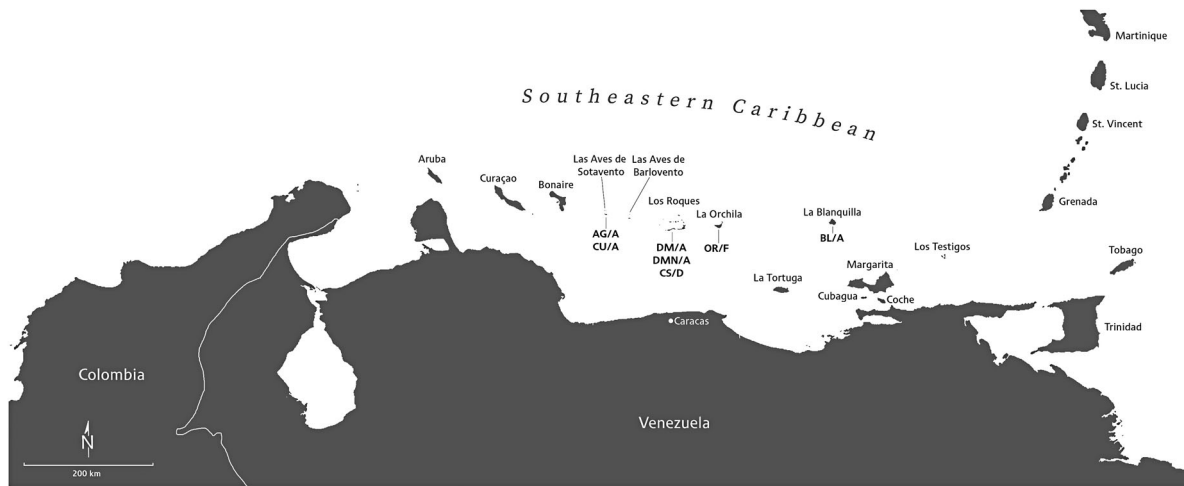 Martinique
St. Lucia
Southeastern Caribbean
St. Vincent
Aruba
Las Aves de
Sotavento
Las Aves de
Barlovento
Curaçao
Bonaire
Los Roques
La Orchila
La Blanquilla
Grenada
AG/A
CU/A
DM/A
DMN/A
CS/D
OR/F
BL/A
Los Testigos
Tobago
La Tortuga
Margarita
Cubagua
Coche
Caracas
Trinidad
Colombia
Venezuela
N
200 km